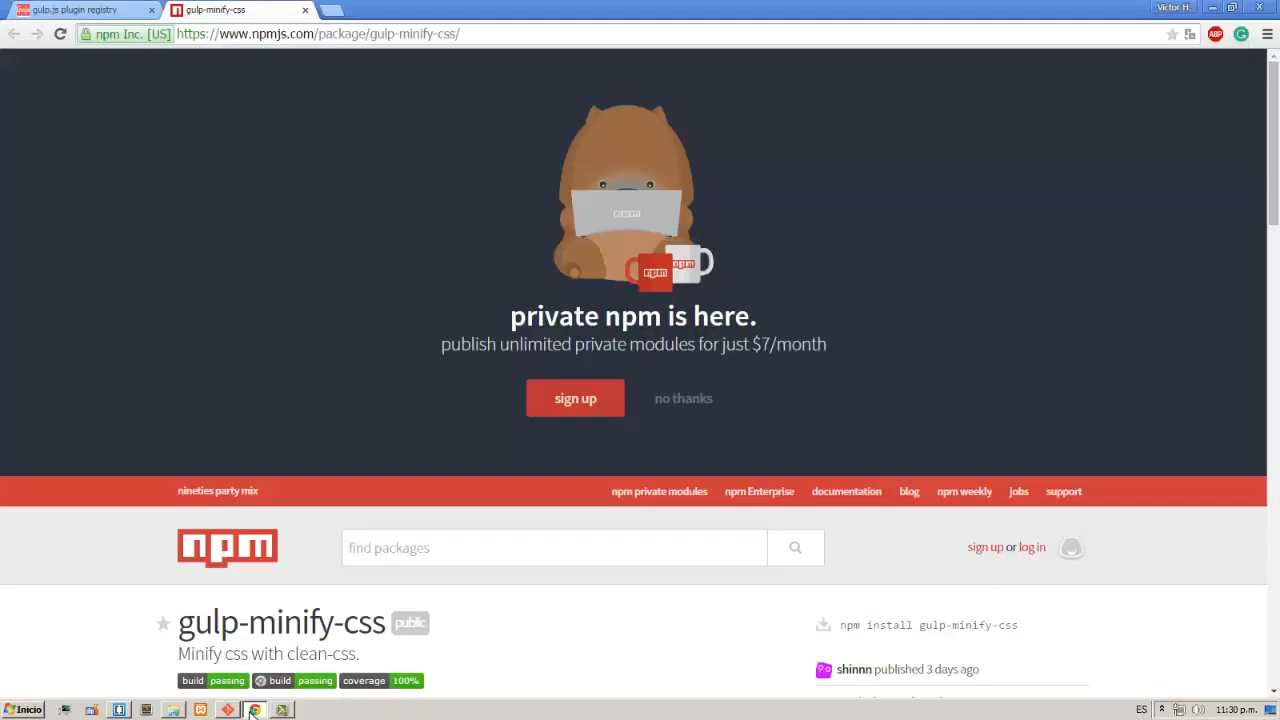 gulp.js plugin registry
gulp-minify-css
Victor H.
npm Inc. [US] https://www.npmjs.com/package/gulp-minify-css/
ABP
npm
npm
npm
private npm is here.
publish unlimited private modules for just $7/month
sign up
no thanks
nineties party mix
npm private modules
npm Enterprise
documentation
blog
npm weekly
jobs
support
npm
find packages
sign up or log in
gulp-minify-css public
npm install gulp-minify-css
Minify css with clean-css.
shinnn published 3 days ago
build passing
build passing
coverage 100%
Inicio
ES
11:30 p.m.